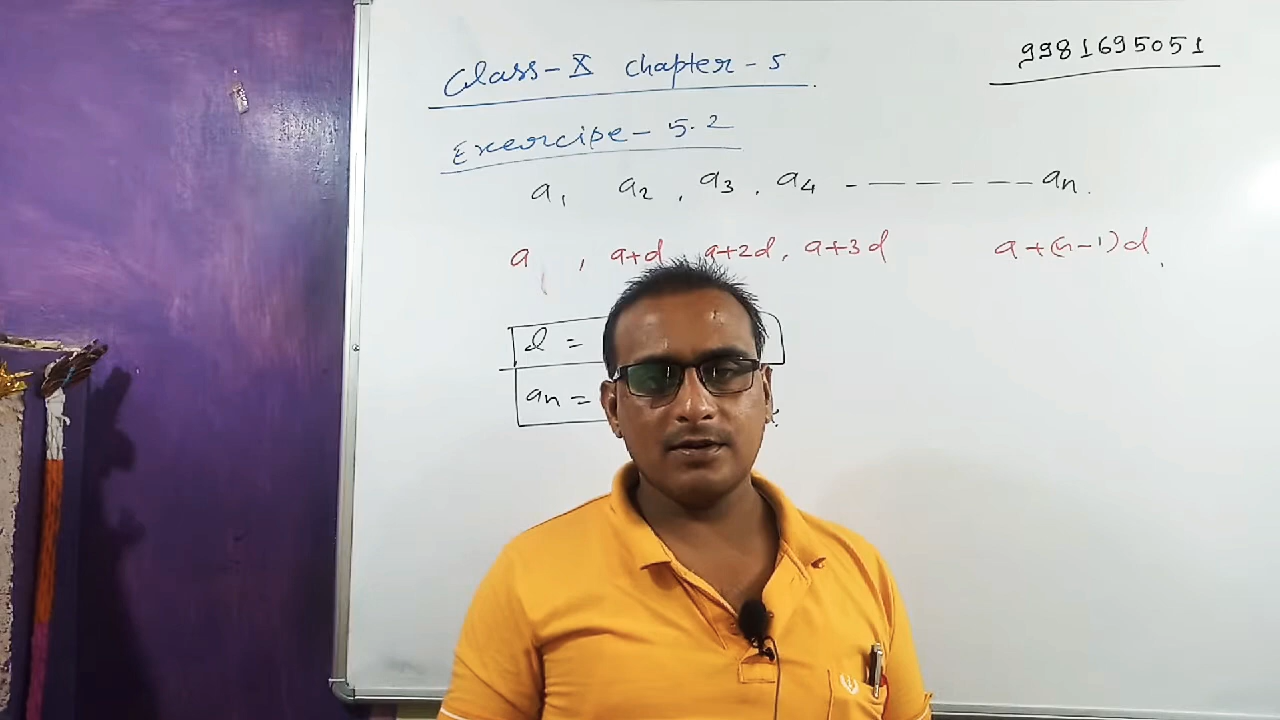 Class-X chapter-5
9981695051
Exercise-5.2
a1 a2, a3, a4 ------- an.
a, a+d, a+2d, a+3d a+(n-1)d,
d =
an =